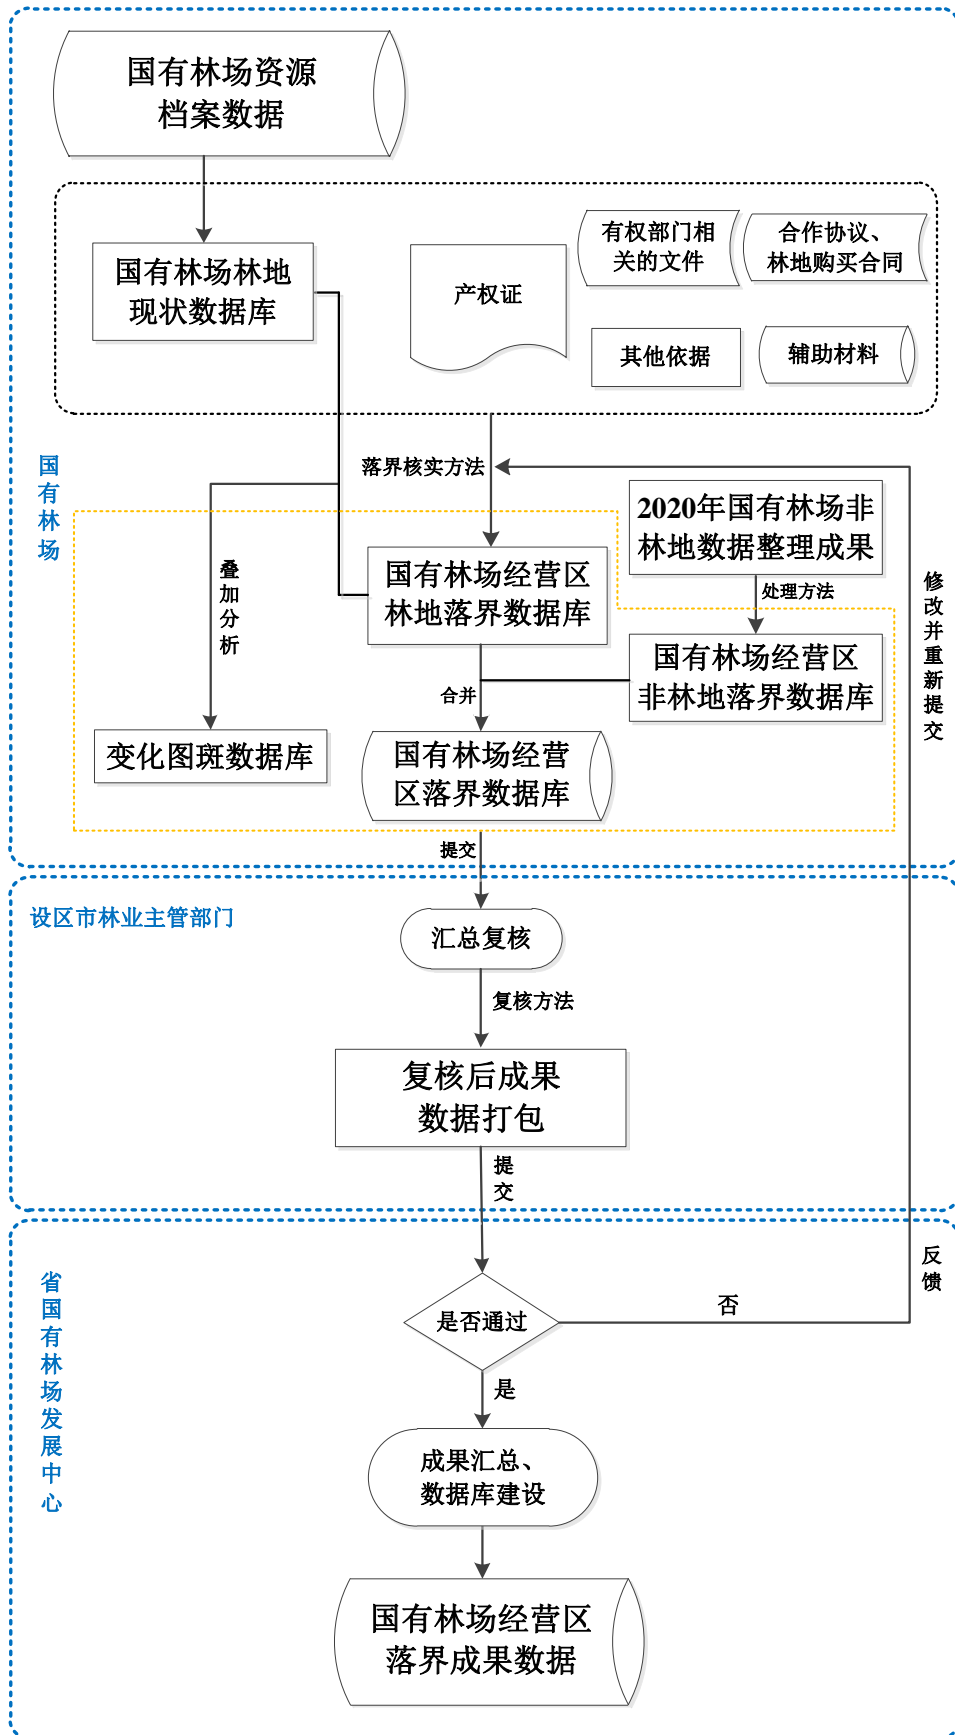 国有林场资源
档案数据
国有林场林地
现状数据库
产权证
有权部门相
关的文件
合作协议、
林地购买合同
其他依据
辅助材料
国有林场
落界核实方法
2020年国有林场非
林地数据整理成果
叠加分析
国有林场经营区
林地落界数据库
处理方法
国有林场经营区
非林地落界数据库
修改并重新提交
合并
变化图斑数据库
国有林场经营
区落界数据库
提交
设区市林业主管部门
汇总复核
复核方法
复核后成果
数据打包
提交
省国有林场发展中心
是否通过
否
反馈
是
成果汇总、
数据库建设
国有林场经营区
落界成果数据